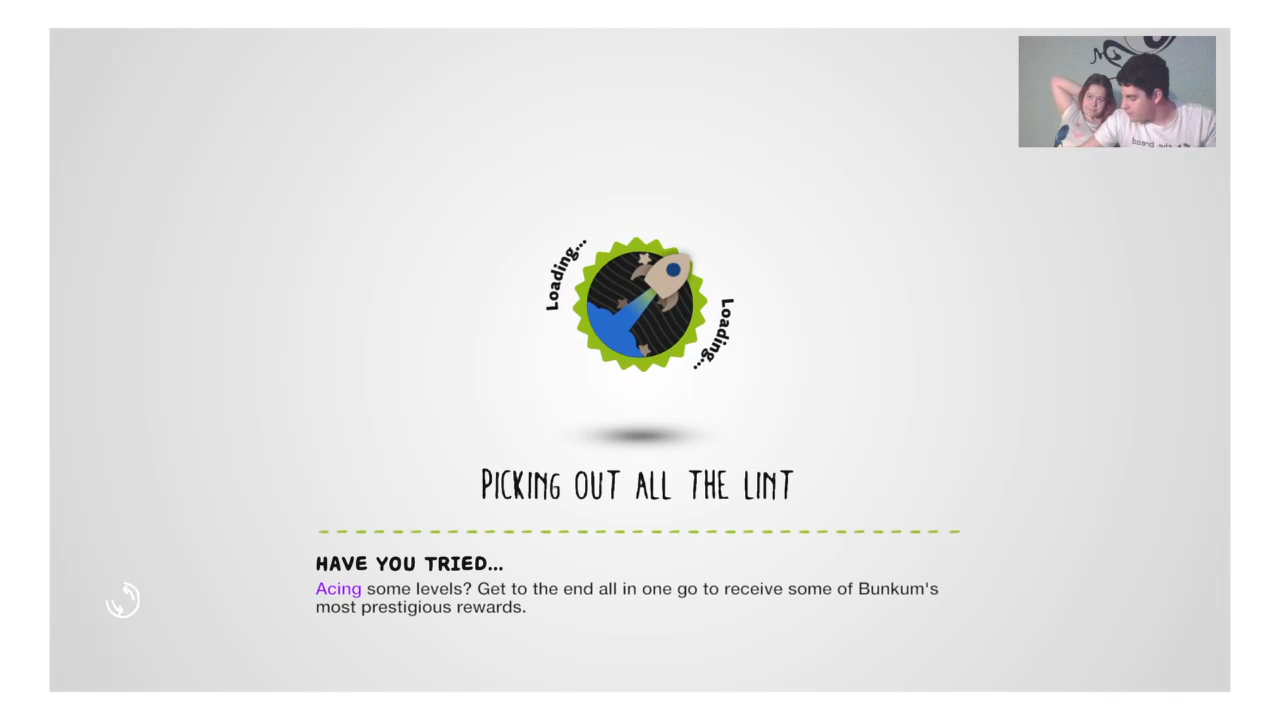 Loading...
Loading...
PICKING OUT ALL THE LINT
HAVE YOU TRIED...
Acing some levels? Get to the end all in one go to receive some of Bunkum's
most prestigious rewards.